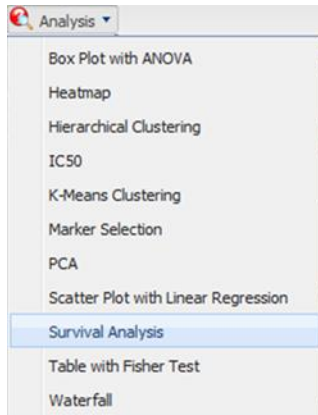 Analysis
Box Plot with ANOVA
Heatmap
Hierarchical Clustering
IC50
K-Means Clustering
Marker Selection
PCA
Scatter Plot with Linear Regression
Survival Analysis
Table with Fisher Test
Waterfall